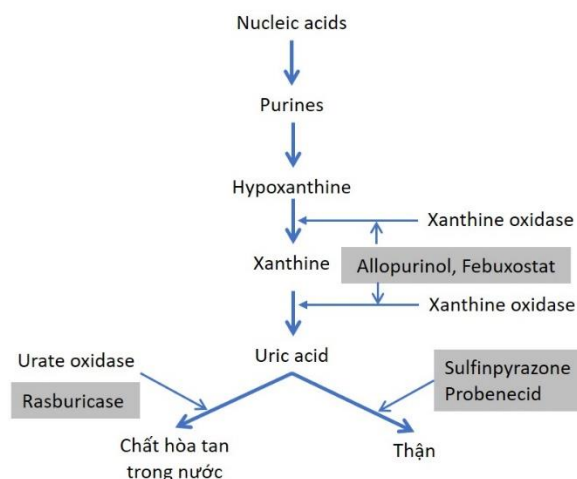 Nucleic acids
Purines
Hypoxanthine
Xanthine oxidase
Xanthine
Allopurinol, Febuxostat
Xanthine oxidase
Uric acid
Urate oxidase
Rasburicase
Sulfinpyrazone
Probenecid
Chất hòa tan
trong nước
Thận